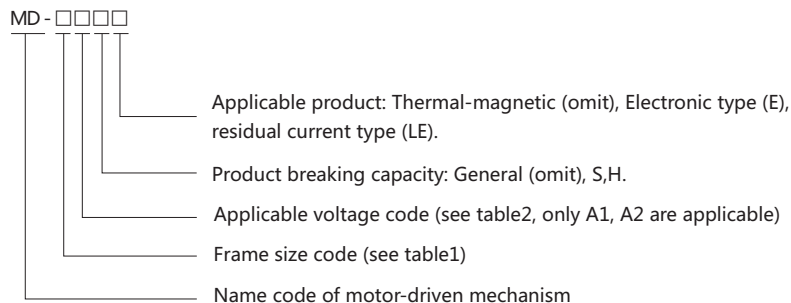 MD-□□□□
Applicable product: Thermal-magnetic (omit), Electronic type (E),
residual current type (LE).
Product breaking capacity: General (omit), S,H.
Applicable voltage code (see table2, only A1, A2 are applicable)
Frame size code (see table1)
Name code of motor-driven mechanism